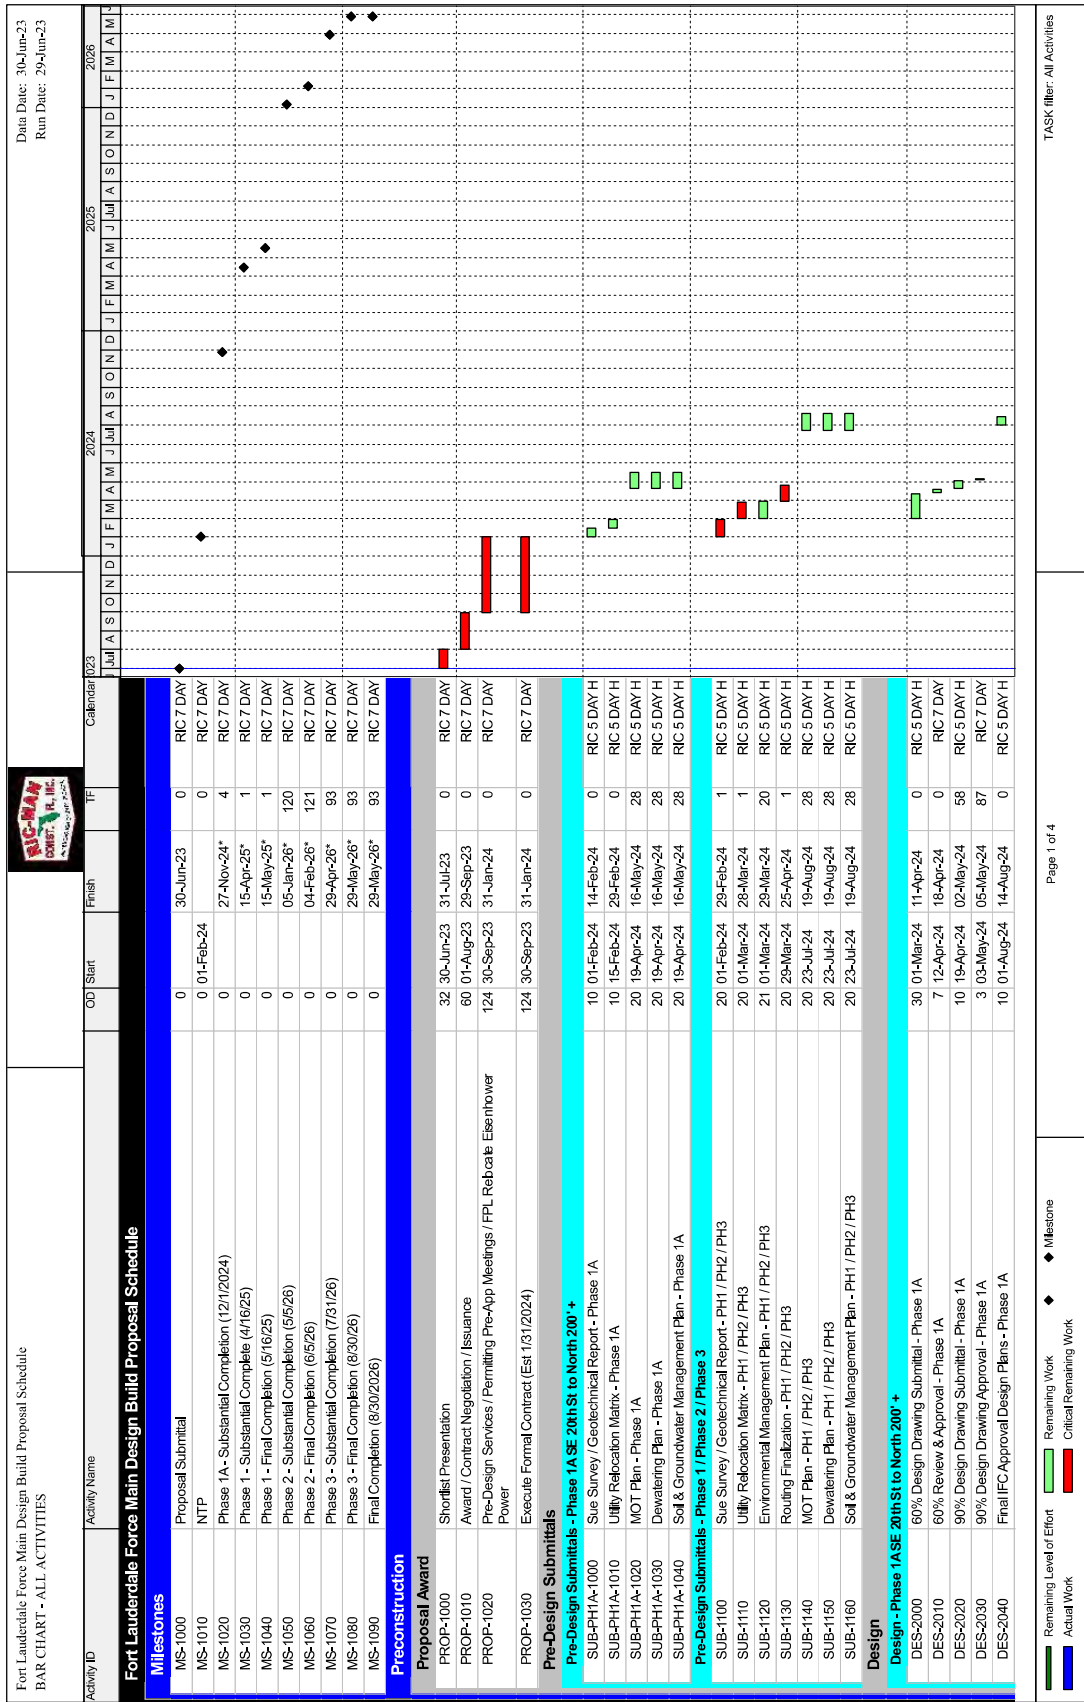 Fort Lauderdale Force Main Design Build Proposal Schedule
BAR CHART - ALL ACTIVITIES
RIC-MAN
CONST. FL, INC.
Data Date: 30-Jun-23
Run Date: 29-Jun-23
Activity ID Activity Name OD Start Finish TF Calendar 2023 2024 2025 2026
J Jul A S O N D J F M A M J Jul A S O N D J F M A M J Jul A S O N D J F M A M J
Fort Lauderdale Force Main Design Build Proposal Schedule
Milestones
MS-1000 Proposal Submittal 0 30-Jun-23 0 RIC 7 DAY
MS-1010 NTP 0 01-Feb-24 0 RIC 7 DAY
MS-1020 Phase 1A - Substantial Completion (12/1/2024) 0 27-Nov-24* 4 RIC 7 DAY
MS-1030 Phase 1 - Substantial Complete (4/16/25) 0 15-Apr-25* 1 RIC 7 DAY
MS-1040 Phase 1 - Final Completion (5/16/25) 0 15-May-25* 1 RIC 7 DAY
MS-1050 Phase 2 - Substantial Completion (5/5/26) 0 05-Jan-26* 120 RIC 7 DAY
MS-1060 Phase 2 - Final Completion (6/5/26) 0 04-Feb-26* 121 RIC 7 DAY
MS-1070 Phase 3 - Substantial Completion (7/31/26) 0 29-Apr-26* 93 RIC 7 DAY
MS-1080 Phase 3 - Final Completion (8/30/26) 0 29-May-26* 93 RIC 7 DAY
MS-1090 Final Completion (8/30/2026) 0 29-May-26* 93 RIC 7 DAY
Preconstruction
Proposal Award
PROP-1000 Shortlist Presentation 32 30-Jun-23 31-Jul-23 0 RIC 7 DAY
PROP-1010 Award / Contract Negotiation / Issuance 60 01-Aug-23 29-Sep-23 0 RIC 7 DAY
PROP-1020 Pre-Design Services / Permitting Pre-App Meetings / FPL Relocate Eisenhower 124 30-Sep-23 31-Jan-24 0 RIC 7 DAY
Power
PROP-1030 Execute Formal Contract (Est 1/31/2024) 124 30-Sep-23 31-Jan-24 0 RIC 7 DAY
Pre-Design Submittals
Pre-Design Submittals - Phase 1A SE 20th St to North 200' +
SUB-PH1A-1000 Sue Survey / Geotechnical Report - Phase 1A 10 01-Feb-24 14-Feb-24 0 RIC 5 DAY H
SUB-PH1A-1010 Utility Relocation Matrix - Phase 1A 10 15-Feb-24 29-Feb-24 0 RIC 5 DAY H
SUB-PH1A-1020 MOT Plan - Phase 1A 20 19-Apr-24 16-May-24 28 RIC 5 DAY H
SUB-PH1A-1030 Dewatering Plan - Phase 1A 20 19-Apr-24 16-May-24 28 RIC 5 DAY H
SUB-PH1A-1040 Soil & Groundwater Management Plan - Phase 1A 20 19-Apr-24 16-May-24 28 RIC 5 DAY H
Pre-Design Submittals - Phase 1 / Phase 2 / Phase 3
SUB-1100 Sue Survey / Geotechnical Report - PH1 / PH2 / PH3 20 01-Feb-24 29-Feb-24 1 RIC 5 DAY H
SUB-1110 Utility Relocation Matrix - PH1 / PH2 / PH3 20 01-Mar-24 28-Mar-24 1 RIC 5 DAY H
SUB-1120 Environmental Management Plan - PH1 / PH2 / PH3 21 01-Mar-24 29-Mar-24 20 RIC 5 DAY H
SUB-1130 Routing Finalization - PH1 / PH2 / PH3 20 29-Mar-24 25-Apr-24 1 RIC 5 DAY H
SUB-1140 MOT Plan - PH1 / PH2 / PH3 20 23-Jul-24 19-Aug-24 28 RIC 5 DAY H
SUB-1150 Dewatering Plan - PH1 / PH2 / PH3 20 23-Jul-24 19-Aug-24 28 RIC 5 DAY H
SUB-1160 Soil & Groundwater Management Plan - PH1 / PH2 / PH3 20 23-Jul-24 19-Aug-24 28 RIC 5 DAY H
Design
Design - Phase 1A SE 20th St to North 200' +
DES-2000 60% Design Drawing Submittal - Phase 1A 30 01-Mar-24 11-Apr-24 0 RIC 5 DAY H
DES-2010 60% Review & Approval - Phase 1A 7 12-Apr-24 18-Apr-24 0 RIC 7 DAY
DES-2020 90% Design Drawing Submittal - Phase 1A 10 19-Apr-24 02-May-24 58 RIC 5 DAY H
DES-2030 90% Design Drawing Approval - Phase 1A 3 03-May-24 05-May-24 87 RIC 7 DAY
DES-2040 Final IFC Approval Design Plans - Phase 1A 10 01-Aug-24 14-Aug-24 0 RIC 5 DAY H
Remaining Level of Effort Remaining Work Milestone
Actual Work Critical Remaining Work
Page 1 of 4
TASK filter: All Activities